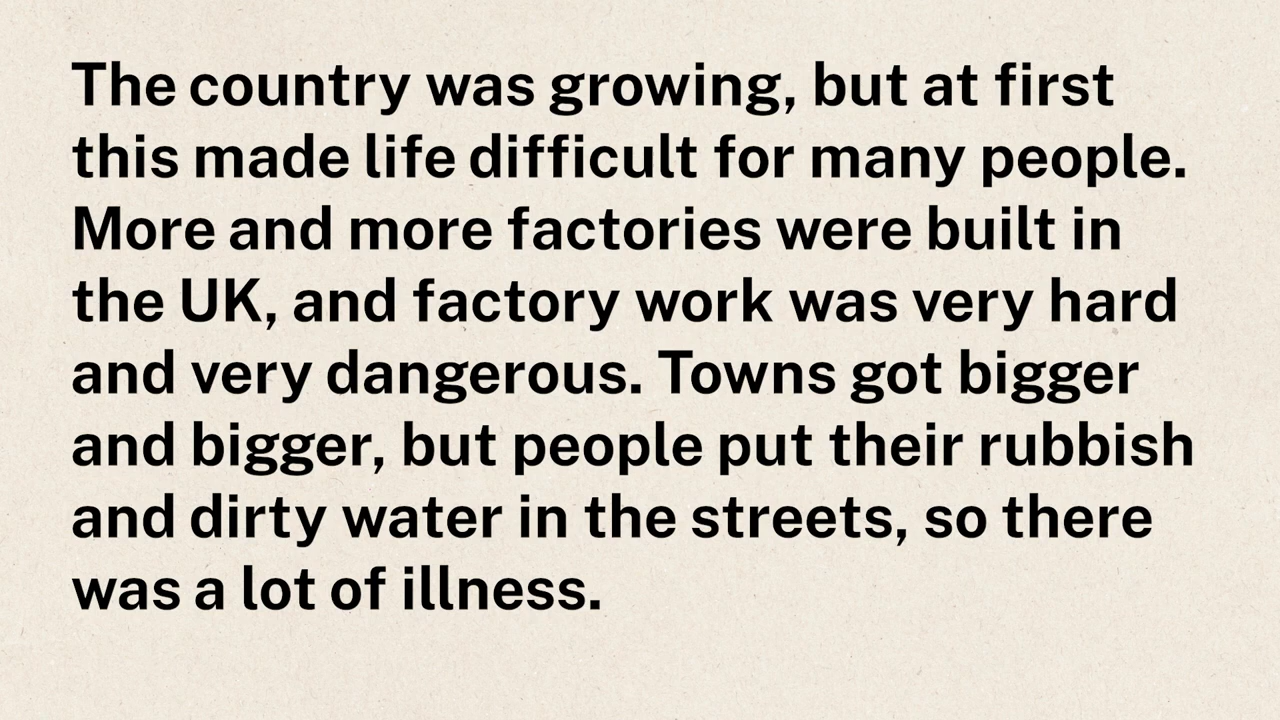 The country was growing, but at first
this made life difficult for many people.
More and more factories were built in
the UK, and factory work was very hard
and very dangerous. Towns got bigger
and bigger, but people put their rubbish
and dirty water in the streets, so there
was a lot of illness.